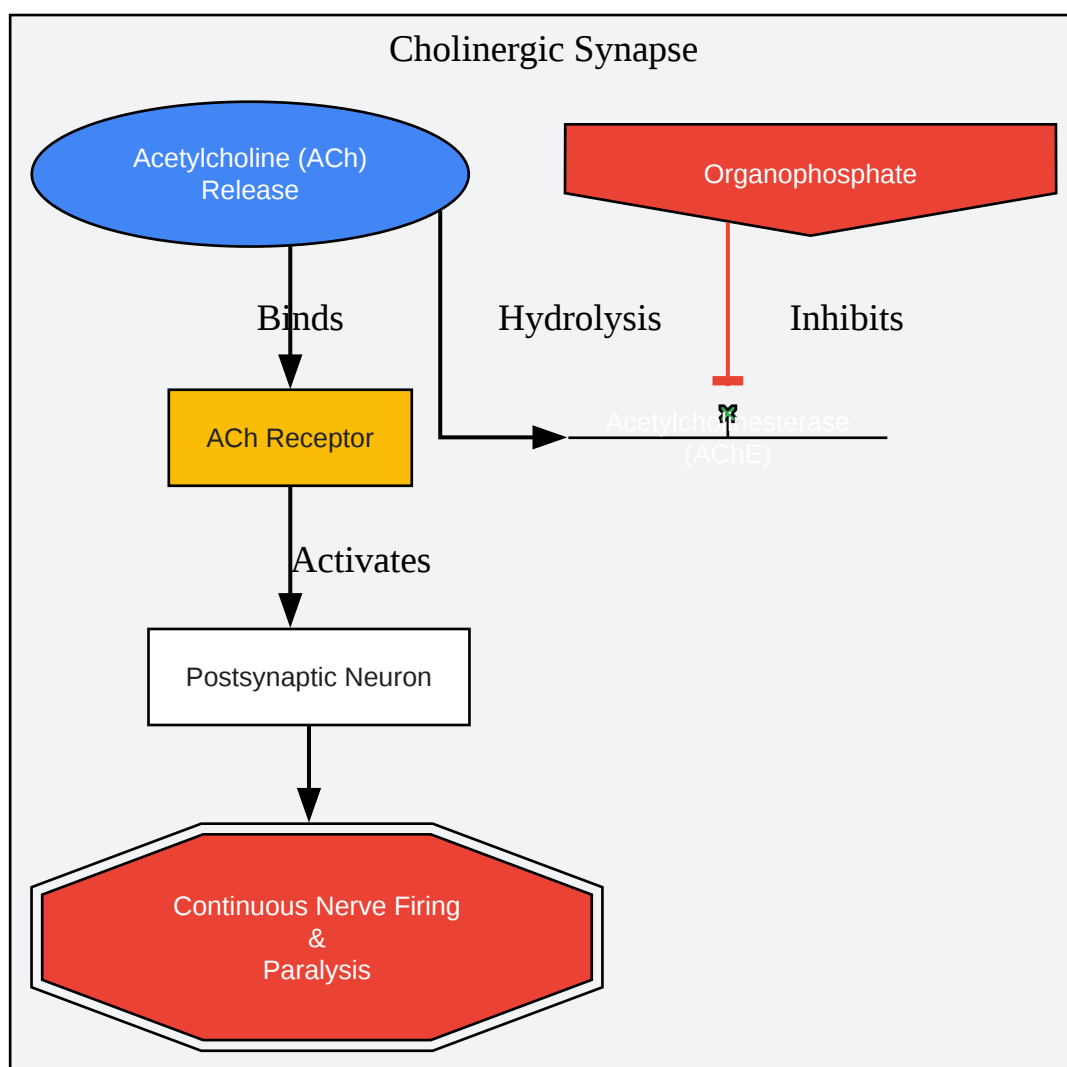 Cholinergic Synapse
Acetylcholine (ACh)
Release
Organophosphate
Binds
Hydrolysis
Inhibits
Acetylcholinesterase
(AChE)
ACh Receptor
Activates
Postsynaptic Neuron
Continuous Nerve Firing
&
Paralysis